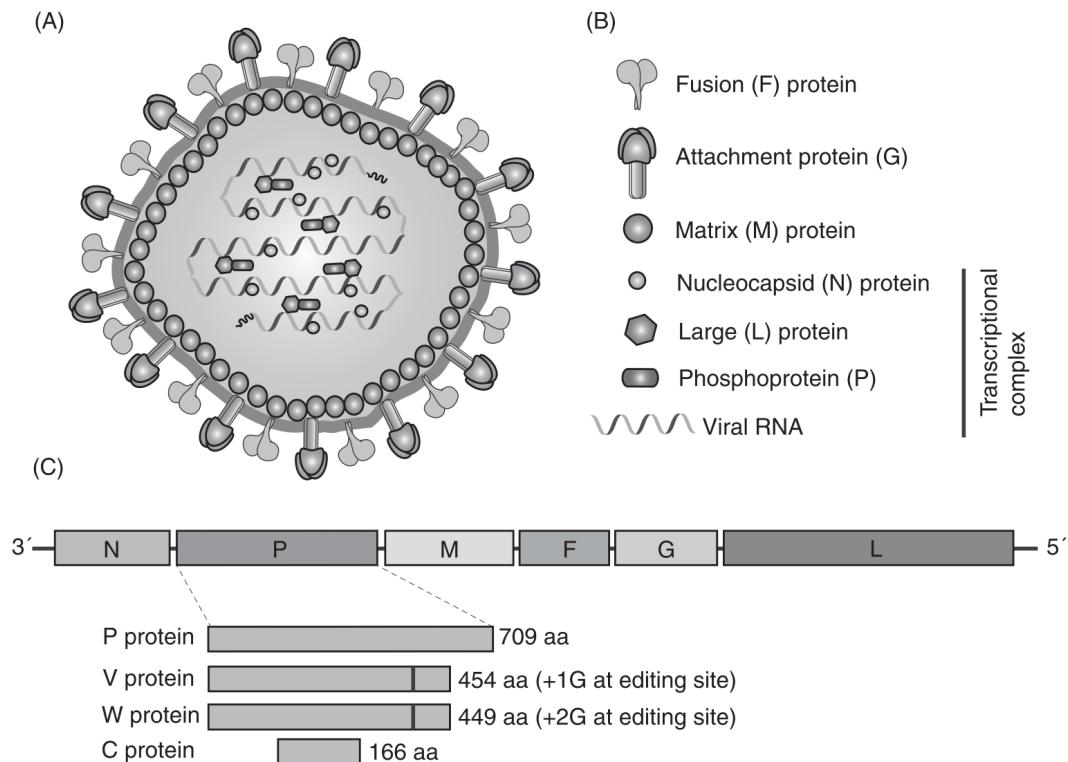 (A)
(B)
Fusion (F) protein
Attachment protein (G)
Matrix (M) protein
Nucleocapsid (N) protein
Large (L) protein
Phosphoprotein (P)
Viral RNA
Transcriptional
complex
(C)
3´ N P M F G L 5´
P protein 709 aa
V protein 454 aa (+1G at editing site)
W protein 449 aa (+2G at editing site)
C protein 166 aa